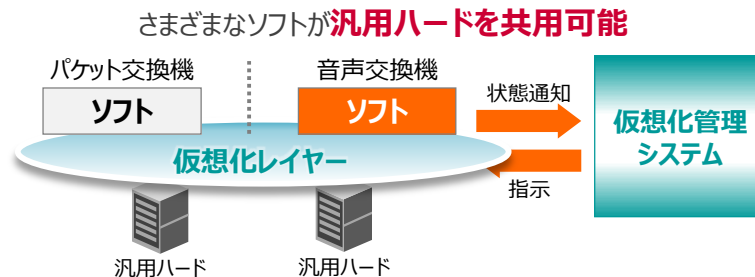 さまざまなソフトが汎用ハードを共用可能
パケット交換機
音声交換機
ソフト
ソフト
状態通知
仮想化管理
システム
仮想化レイヤー
指示
汎用ハード
汎用ハード